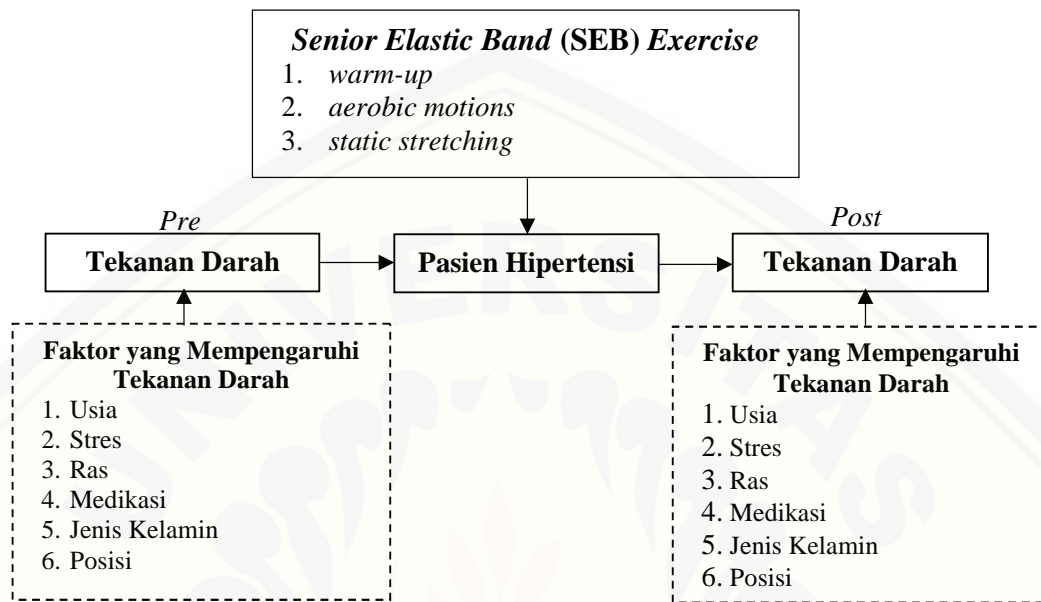 Senior Elastic Band (SEB) Exercise
1. warm-up
2. aerobic motions
3. static stretching
Pre
Post
Tekanan Darah
Pasien Hipertensi
Tekanan Darah
Faktor yang Mempengaruhi
Tekanan Darah
1. Usia
2. Stres
3. Ras
4. Medikasi
5. Jenis Kelamin
6. Posisi
Faktor yang Mempengaruhi
Tekanan Darah
1. Usia
2. Stres
3. Ras
4. Medikasi
5. Jenis Kelamin
6. Posisi
UNIVERSITAS